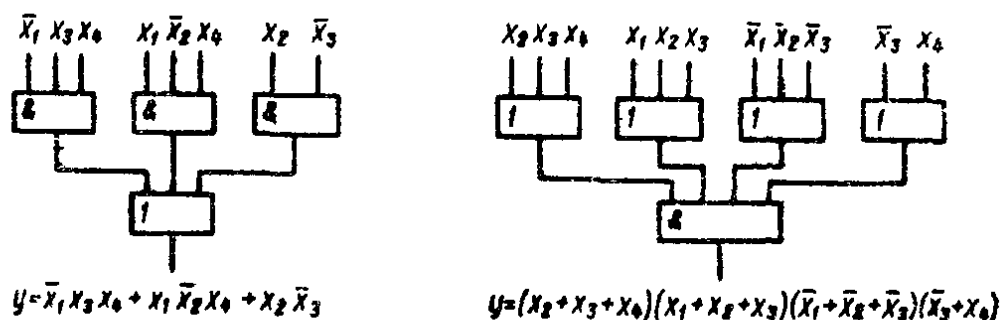 x̄₁ x₃ x₄ x₁ x̄₂ x₄ x₂ x̄₃
& & &
1
y=x̄₁x₃x₄+x₁x̄₂x₄+x₂x̄₃
x₂ x₃ x₄ x₁ x₂ x₃ x̄₁ x̄₂ x̄₃ x̄₃ x₄
1 1 1 1
&
y=(x₂+x₃+x₄)(x₁+x₂+x₃)(x̄₁+x̄₂+x̄₃)(x̄₃+x₄)